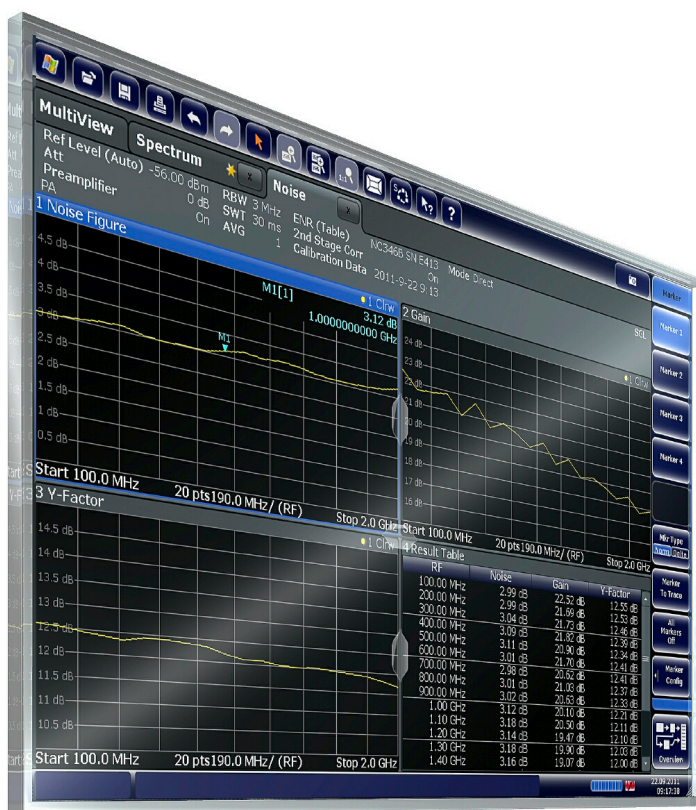 MultiView
Spectrum
Noise
Ref Level (Auto) -56.00 dBm RBW 3 MHz ENR (Table) NC346B SN E413 Mode Direct
Att 0 dB SWT 30 ms 2nd Stage Corr On
Preamplifier On AVG 1 Calibration Data 2011-9-22 9:13
PA
SGL
1 Noise Figure
1 Clrw
M1[1] 3.12 dB
1.0000000000 GHz
4.5 dB
4 dB
3.5 dB
3 dB
M1
2.5 dB
2 dB
1.5 dB
1 dB
0.5 dB
Start 100.0 MHz 20 pts 190.0 MHz/ (RF) Stop 2.0 GHz
2 Gain
1 Clrw
24 dB
23 dB
22 dB
21 dB
20 dB
19 dB
18 dB
17 dB
16 dB
Start 100.0 MHz 20 pts 190.0 MHz/ (RF) Stop 2.0 GHz
3 Y-Factor
1 Clrw
14.5 dB
14 dB
13.5 dB
13 dB
12.5 dB
12 dB
11.5 dB
11 dB
10.5 dB
Start 100.0 MHz 20 pts 190.0 MHz/ (RF) Stop 2.0 GHz
4 Result Table
RF Noise Gain Y-Factor
100.00 MHz 2.99 dB 22.52 dB 12.55 dB
200.00 MHz 2.99 dB 21.69 dB 12.53 dB
300.00 MHz 3.04 dB 21.73 dB 12.46 dB
400.00 MHz 3.09 dB 21.82 dB 12.39 dB
500.00 MHz 3.11 dB 20.90 dB 12.34 dB
600.00 MHz 3.01 dB 21.70 dB 12.41 dB
700.00 MHz 2.98 dB 20.62 dB 12.41 dB
800.00 MHz 3.01 dB 21.03 dB 12.37 dB
900.00 MHz 3.02 dB 20.63 dB 12.33 dB
1.00 GHz 3.12 dB 20.10 dB 12.21 dB
1.10 GHz 3.18 dB 20.50 dB 12.11 dB
1.20 GHz 3.14 dB 19.47 dB 12.10 dB
1.30 GHz 3.18 dB 19.90 dB 12.03 dB
1.40 GHz 3.16 dB 19.07 dB 12.00 dB
Marker
Marker 1
Marker 2
Marker 3
Marker 4
Mkr Type
Norm Delta
Marker
To Trace
All
Markers
Off
Marker
Config
Overview
22.09.2011
09:17:38